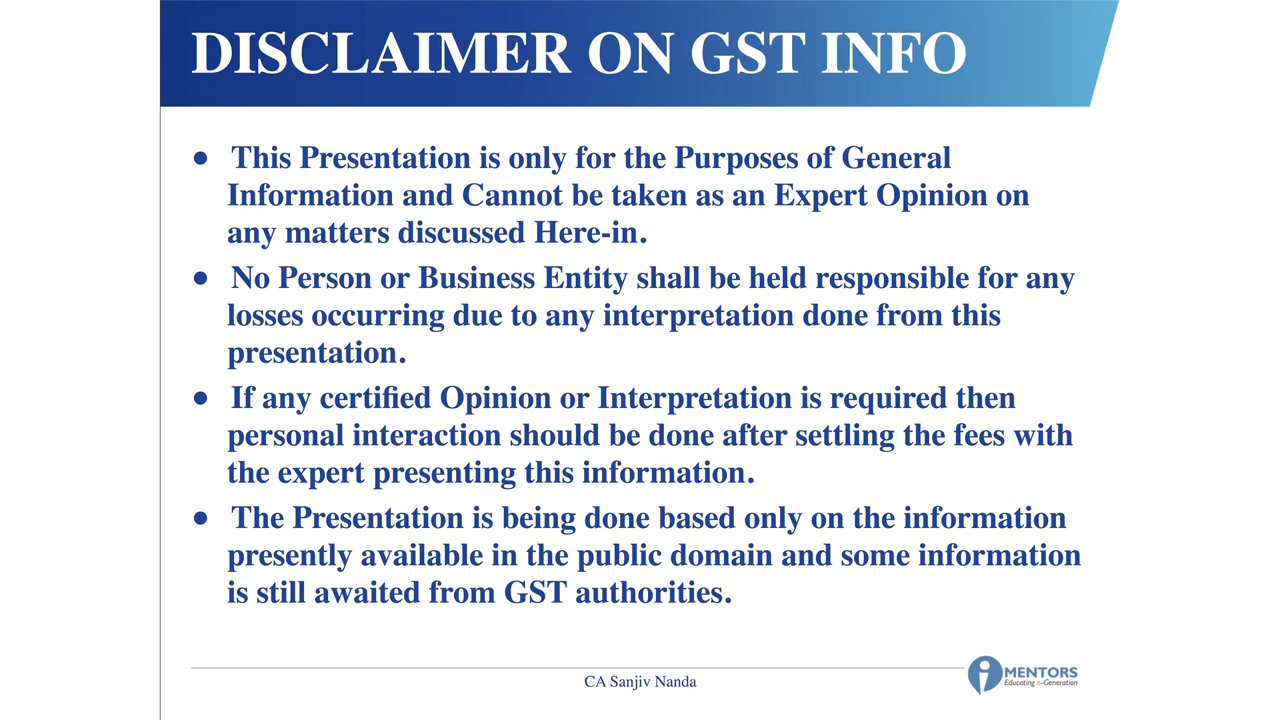 DISCLAIMER ON GST INFO
• This Presentation is only for the Purposes of General
Information and Cannot be taken as an Expert Opinion on
any matters discussed Here-in.
• No Person or Business Entity shall be held responsible for any
losses occurring due to any interpretation done from this
presentation.
• If any certified Opinion or Interpretation is required then
personal interaction should be done after settling the fees with
the expert presenting this information.
• The Presentation is being done based only on the information
presently available in the public domain and some information
is still awaited from GST authorities.
CA Sanjiv Nanda
i MENTORS
Educating e-Generation